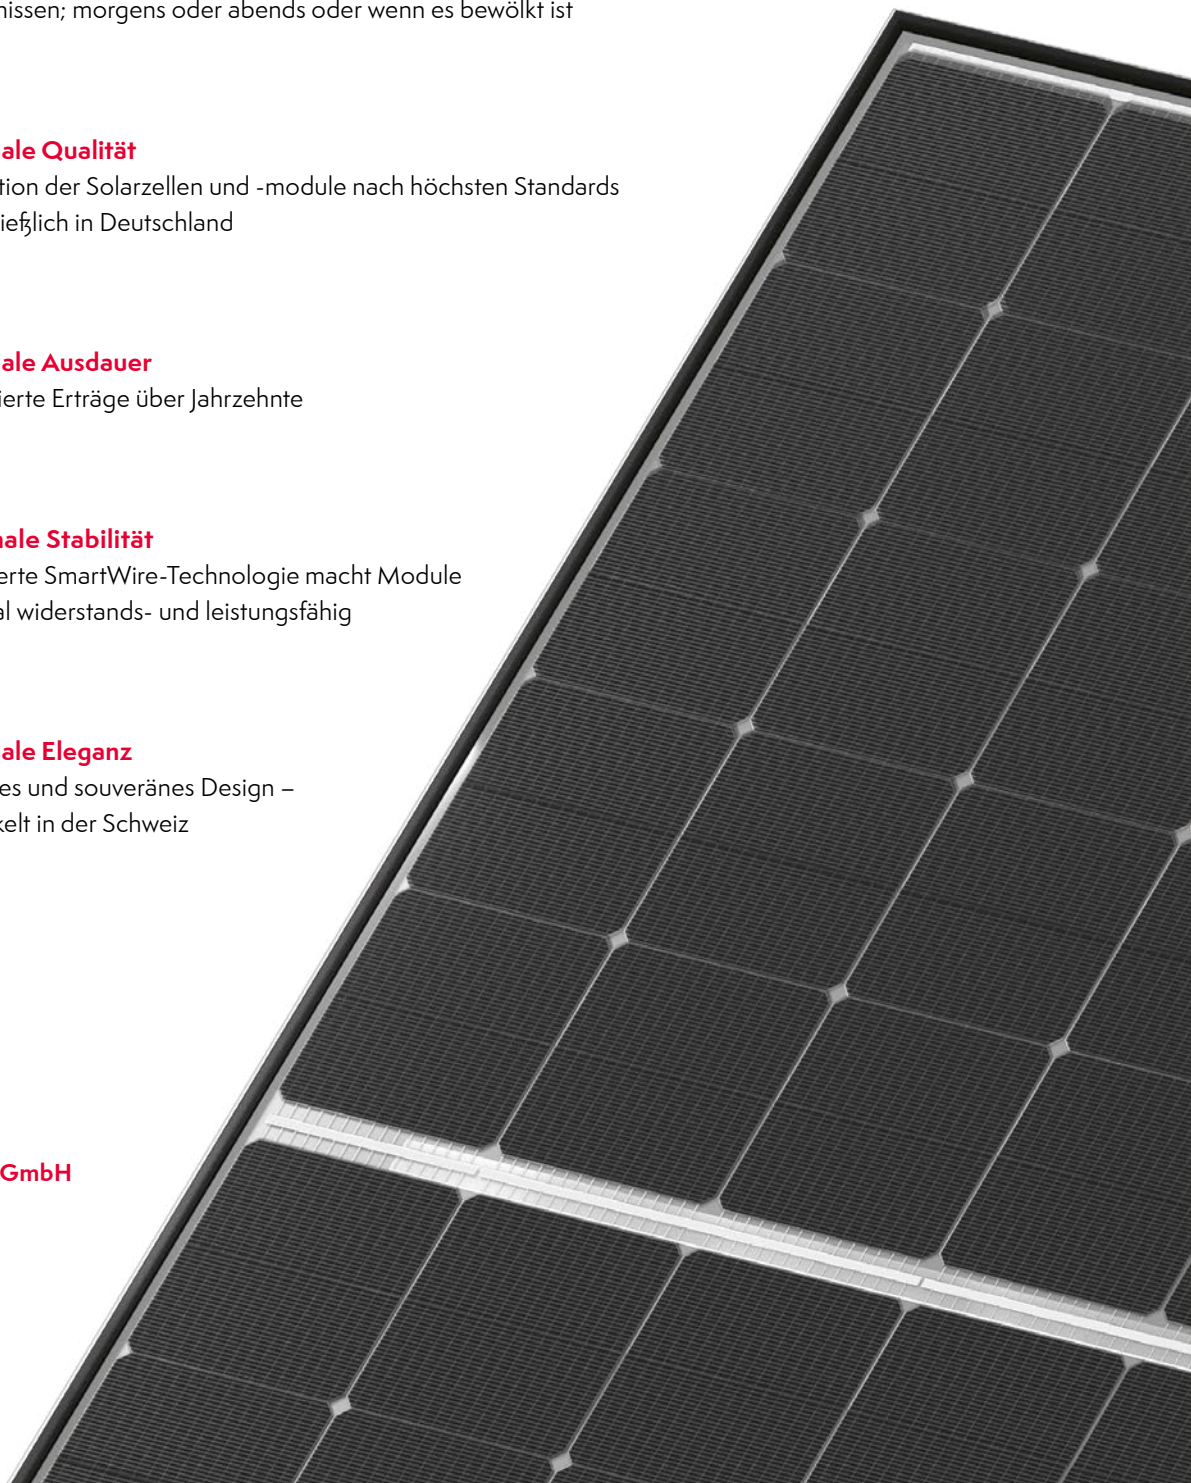 nissen; morgens oder abends oder wenn es bewölkt ist
ale Qualität
tion der Solarzellen und -module nach höchsten Standards
ießlich in Deutschland
ale Ausdauer
ierte Erträge über Jahrzehnte
nale Stabilität
erte SmartWire-Technologie macht Module
al widerstands- und leistungsfähig
ale Eleganz
es und souveränes Design –
kelt in der Schweiz
GmbH